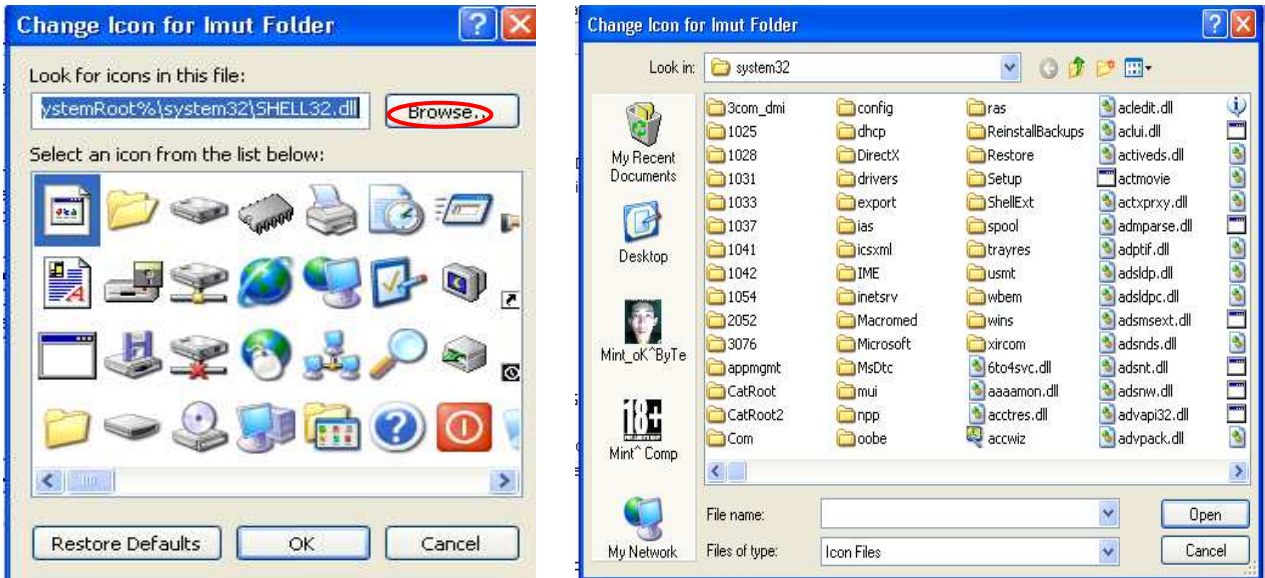 Change Icon for Imut Folder
Look for icons in this file:
ystemRoot%\system32\SHELL32.dll
Browse..
Select an icon from the list below:
Restore Defaults
OK
Cancel
Change Icon for Imut Folder
Look in:
system32
My Recent
Documents
Desktop
Mint_oK^ByTe
18+
Mint^ Comp
My Network
3com_dmi
1025
1028
1031
1033
1037
1041
1042
1054
2052
3076
appmgmt
CatRoot
CatRoot2
Com
config
dhcp
DirectX
drivers
export
ias
icsxml
IME
inetsrv
Macromed
Microsoft
MsDtc
mui
npp
oobe
ras
ReinstallBackups
Restore
Setup
ShellExt
spool
trayres
usmt
wbem
wins
xircom
6to4svc.dll
aaaamon.dll
acctres.dll
accwiz
acledit.dll
aclui.dll
activeds.dll
actmovie
actxprxy.dll
admparse.dll
adptif.dll
adsldp.dll
adsldpc.dll
adsmsext.dll
adsnds.dll
adsnt.dll
adsnw.dll
advapi32.dll
advpack.dll
File name:
Open
Files of type:
Icon Files
Cancel